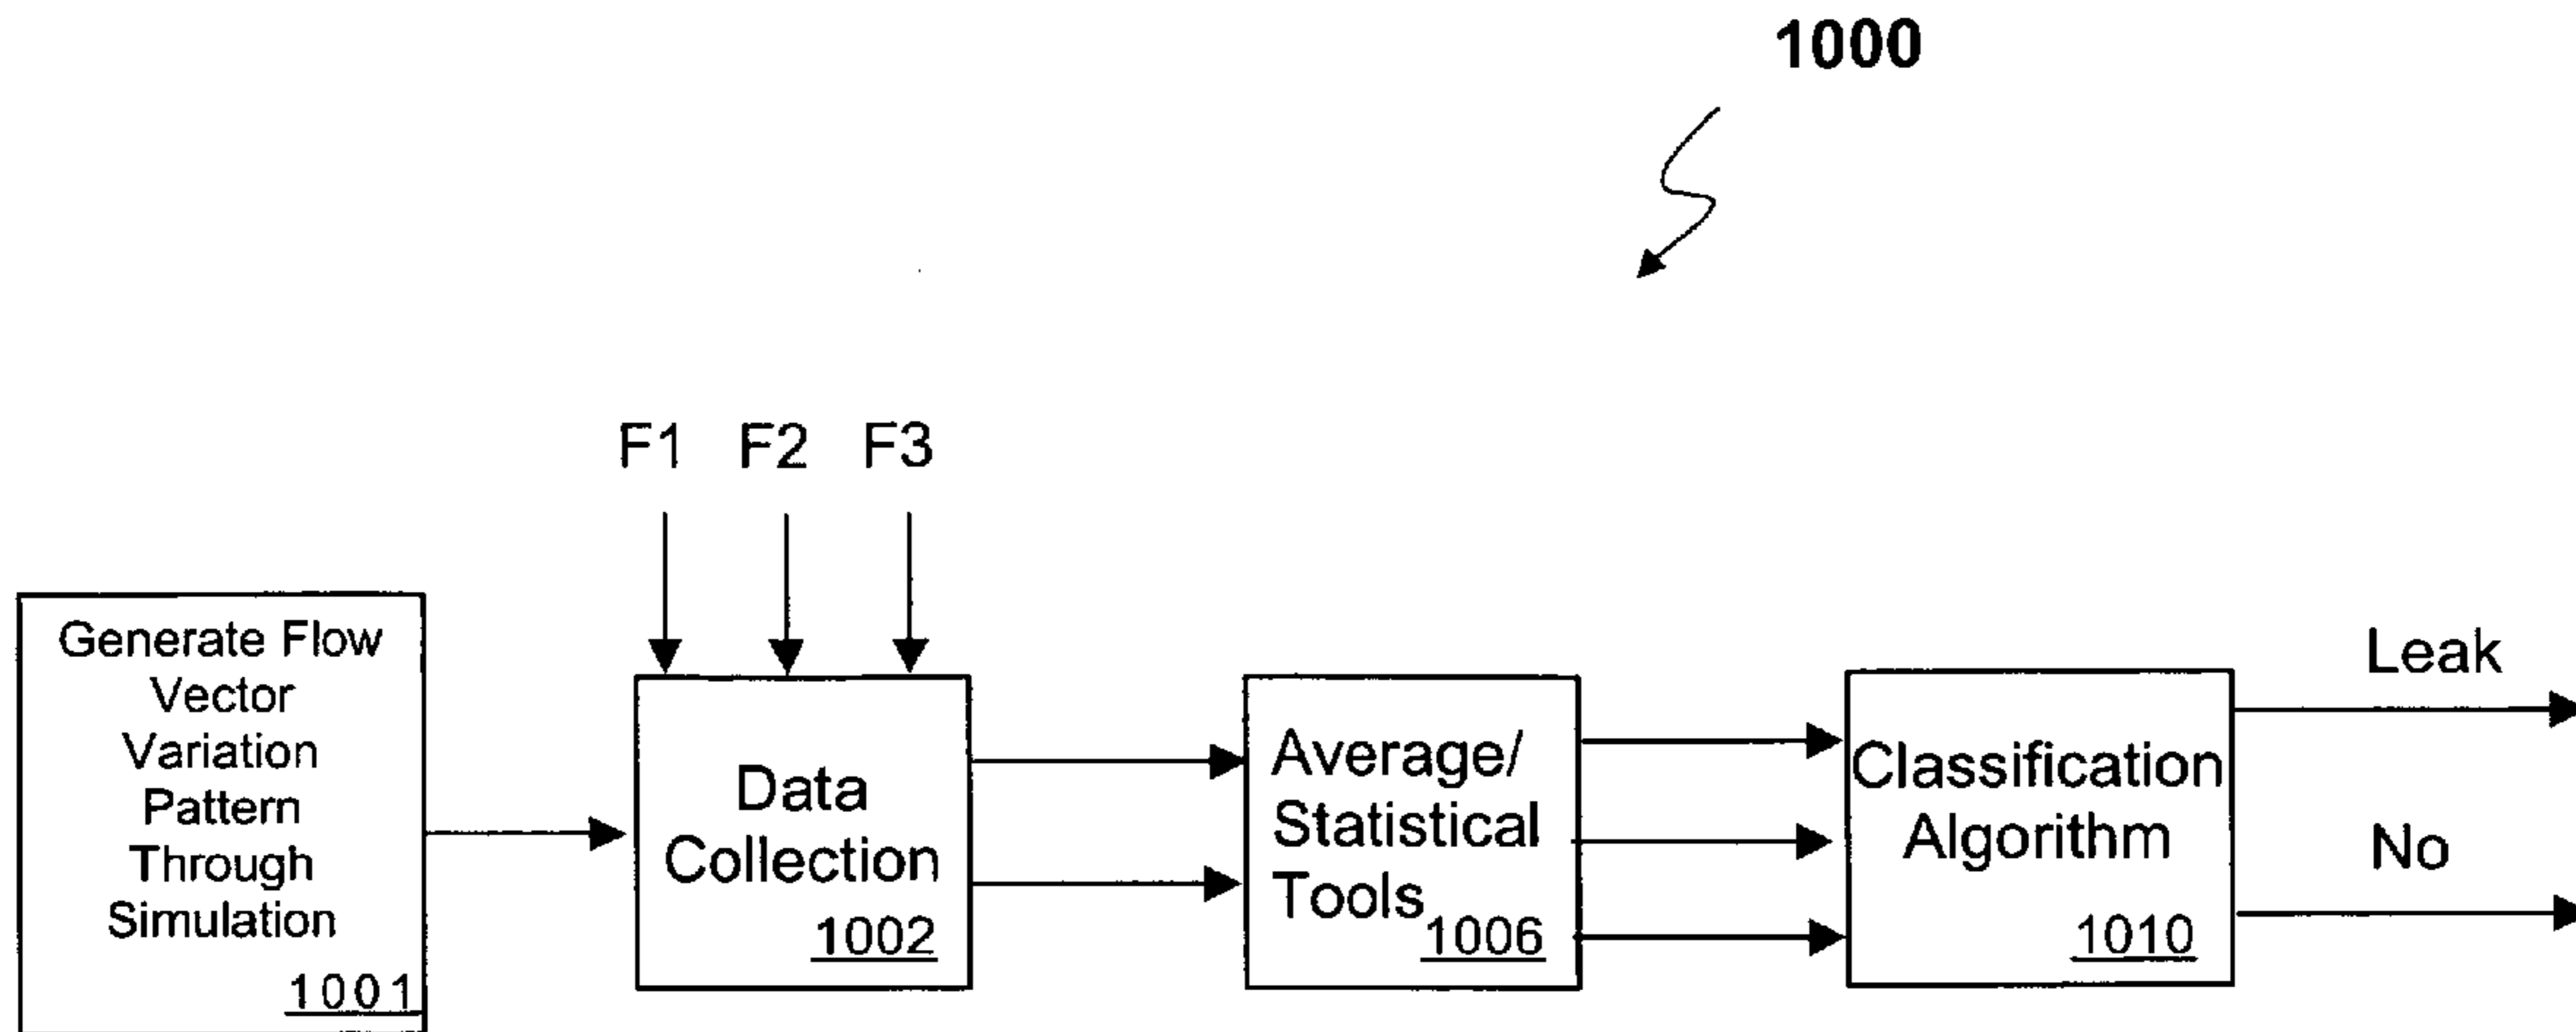 1000
F1 F2 F3
Generate Flow
Vector
Variation
Pattern
Through
Simulation
1001
Data
Collection
1002
Average/
Statistical
Tools
1006
Classification
Algorithm
1010
Leak
No